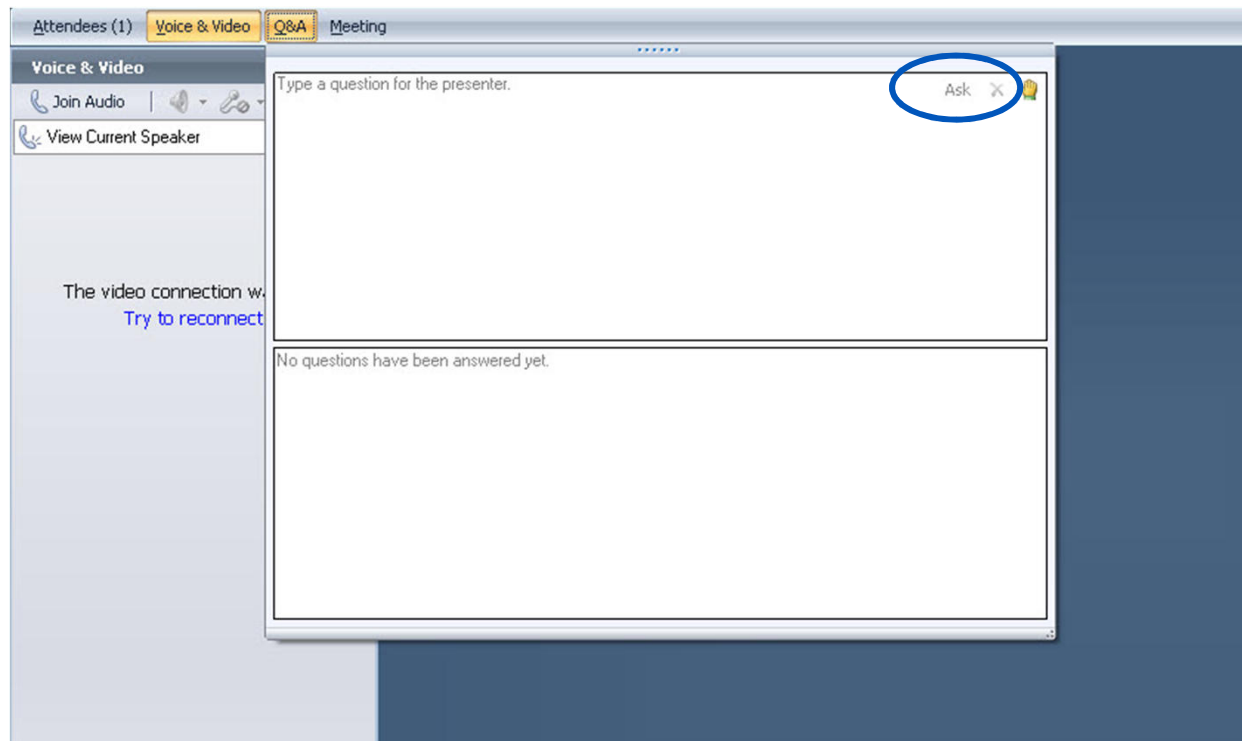 Attendees (1) Voice & Video Q&A Meeting
Voice & Video
Join Audio
View Current Speaker
The video connection
Try to reconnect
Type a question for the presenter.
Ask
No questions have been answered yet.